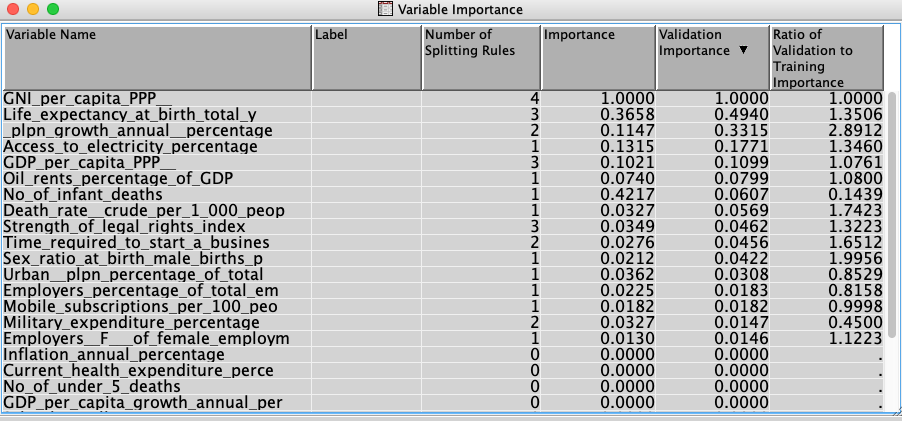 Variable Importance
Variable Name Label Number of Splitting Rules Importance Validation Importance ▼ Ratio of Validation to Training Importance
GNI_per_capita_PPP__ 4 1.0000 1.0000 1.0000
Life_expectancy_at_birth_total_y 3 0.3658 0.4940 1.3506
_plpn_growth_annual__percentage 2 0.1147 0.3315 2.8912
Access_to_electricity_percentage 1 0.1315 0.1771 1.3460
GDP_per_capita_PPP__ 3 0.1021 0.1099 1.0761
Oil_rents_percentage_of_GDP 1 0.0740 0.0799 1.0800
No_of_infant_deaths 1 0.4217 0.0607 0.1439
Death_rate__crude_per_1_000_peop 1 0.0327 0.0569 1.7423
Strength_of_legal_rights_index 3 0.0349 0.0462 1.3223
Time_required_to_start_a_busines 2 0.0276 0.0456 1.6512
Sex_ratio_at_birth_male_births_p 1 0.0212 0.0422 1.9956
Urban__plpn_percentage_of_total 1 0.0362 0.0308 0.8529
Employers_percentage_of_total_em 1 0.0225 0.0183 0.8158
Mobile_subscriptions_per_100_peo 1 0.0182 0.0182 0.9998
Military_expenditure_percentage 2 0.0327 0.0147 0.4500
Employers__F___of_female_employm 1 0.0130 0.0146 1.1223
Inflation_annual_percentage 0 0.0000 0.0000 .
Current_health_expenditure_perce 0 0.0000 0.0000 .
No_of_under_5_deaths 0 0.0000 0.0000 .
GDP_per_capita_growth_annual_per 0 0.0000 0.0000 .